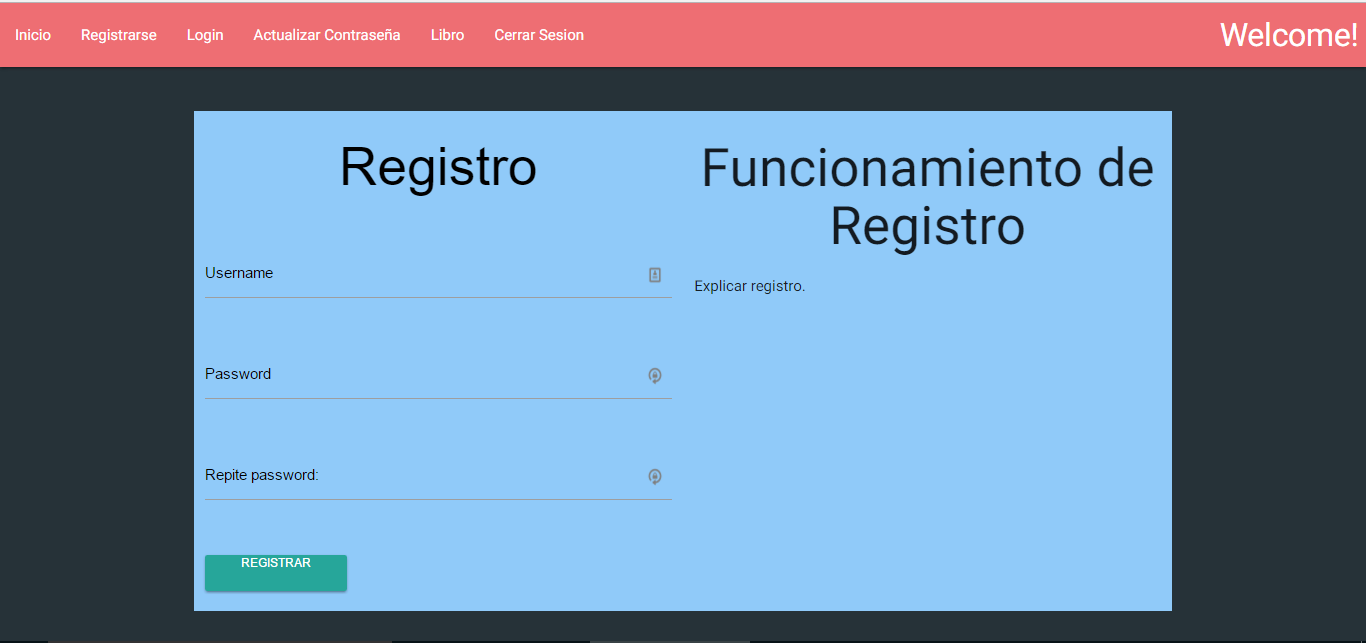 Inicio Registrarse Login Actualizar Contraseña Libro Cerrar Sesion Welcome!
Registro
Username
Password
Repite password:
REGISTRAR
Funcionamiento de
Registro
Explicar registro.